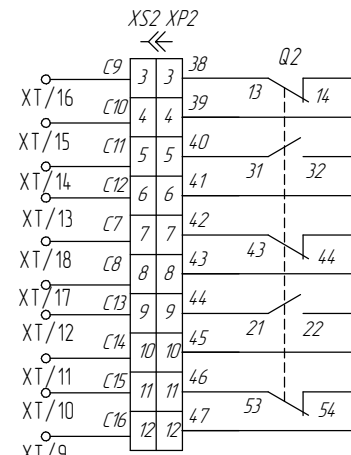 XS2 XP2
Q2
C9 3 3 38
XT/16 13 14
C10 4 4 39
XT/15
C11 5 5 40
XT/14 31 32
C12 6 6 41
XT/13
C7 7 7 42
XT/18 43 44
C8 8 8 43
XT/17
C13 9 9 44
XT/12 21 22
C14 10 10 45
XT/11
C15 11 11 46
XT/10 53 54
C16 12 12 47
XT/9